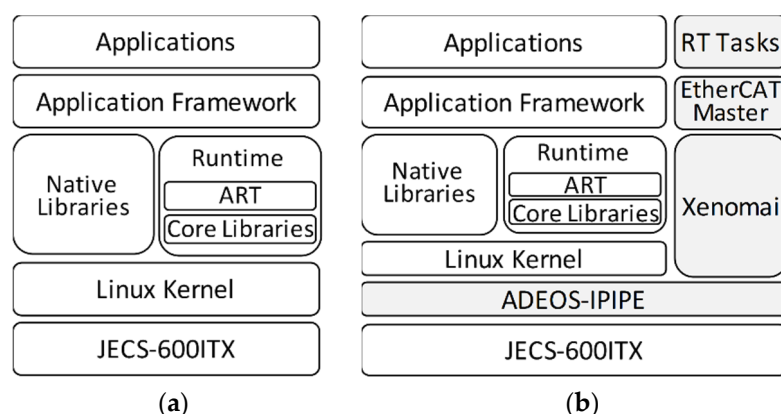 Applications
Application Framework
Native
Libraries
Runtime
ART
Core Libraries
Linux Kernel
JECS-600ITX
(a)
Applications
RT Tasks
Application Framework
EtherCAT
Master
Native
Libraries
Runtime
ART
Core Libraries
Xenomai
Linux Kernel
ADEOS-IPIPE
JECS-600ITX
(b)